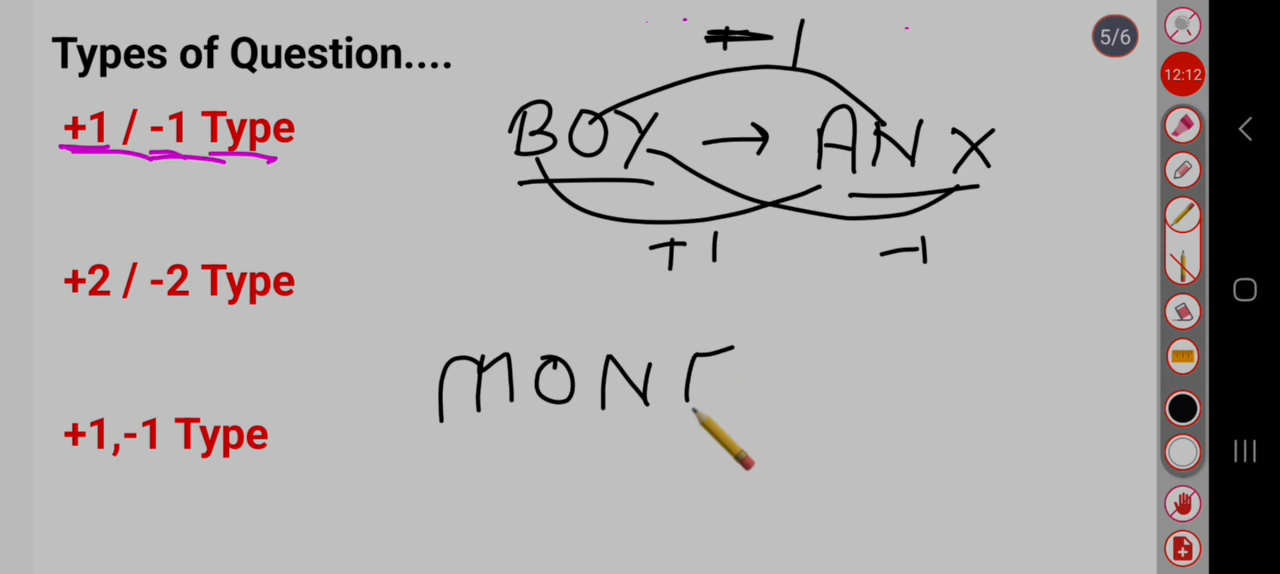 Types of Question....
5/6
12:12
+1 / -1 Type
-1
BOY → ANX
+1
-1
+2 / -2 Type
MON
+1,-1 Type